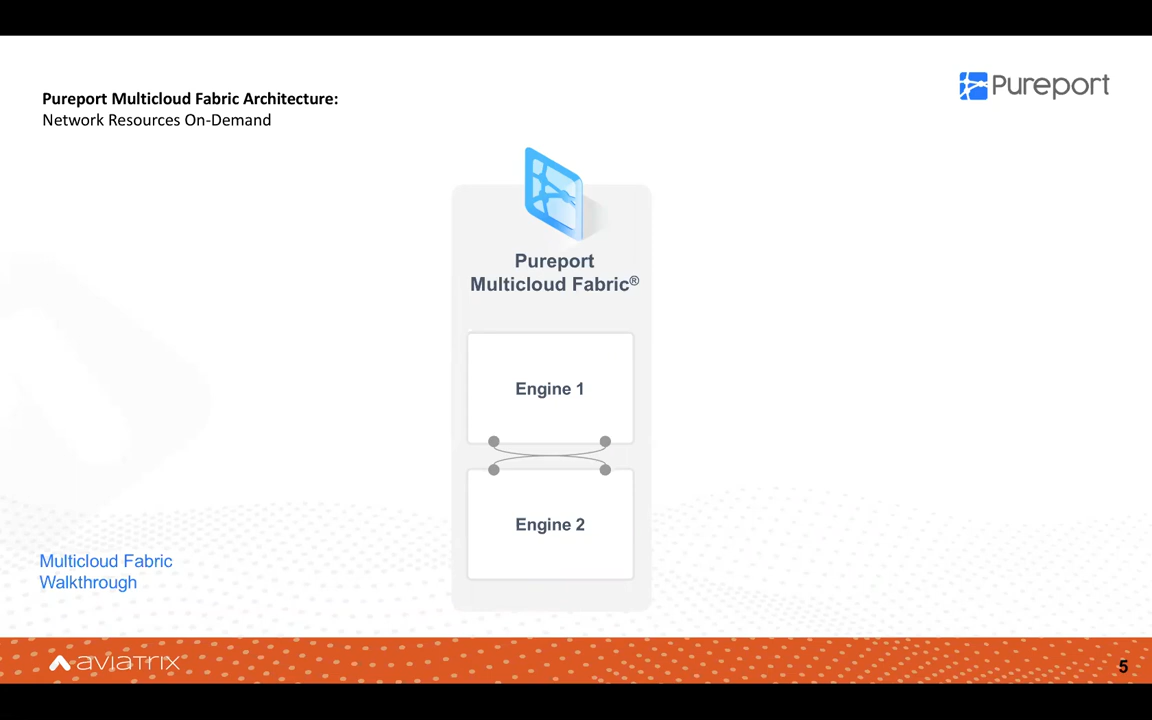 Pureport Multicloud Fabric Architecture:
Network Resources On-Demand
Pureport
Pureport
Multicloud Fabric®
Engine 1
Engine 2
Multicloud Fabric
Walkthrough
aviatrix
5